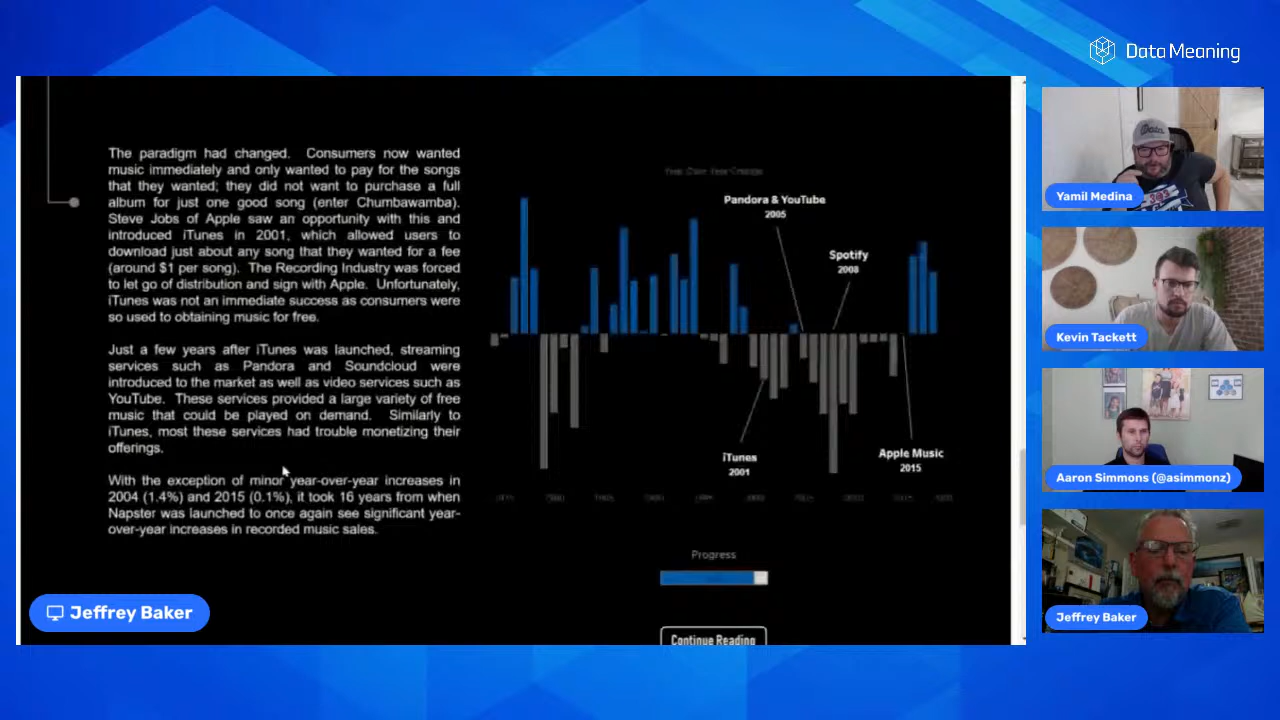 Data Meaning
The paradigm had changed. Consumers now wanted
music immediately and only wanted to pay for the songs
that they wanted; they did not want to purchase a full
album for just one good song (enter Chumbawamba).
Steve Jobs of Apple saw an opportunity with this and
introduced iTunes in 2001, which allowed users to
download just about any song that they wanted for a fee
(around $1 per song). The Recording Industry was forced
to let go of distribution and sign with Apple. Unfortunately,
iTunes was not an immediate success as consumers were
so used to obtaining music for free.
Just a few years after iTunes was launched, streaming
services such as Pandora and Soundcloud were
introduced to the market as well as video services such as
YouTube. These services provided a large variety of free
music that could be played on demand. Similarly to
iTunes, most these services had trouble monetizing their
offerings.
With the exception of minor year-over-year increases in
2004 (1.4%) and 2015 (0.1%), it took 16 years from when
Napster was launched to once again see significant year-
over-year increases in recorded music sales.
Year Over Year Change
Pandora & YouTube
2005
Spotify
2008
iTunes
2001
Apple Music
2015
Progress
Continue Reading
Jeffrey Baker
Yamil Medina
Kevin Tackett
Aaron Simmons (@asimmonz)
Jeffrey Baker